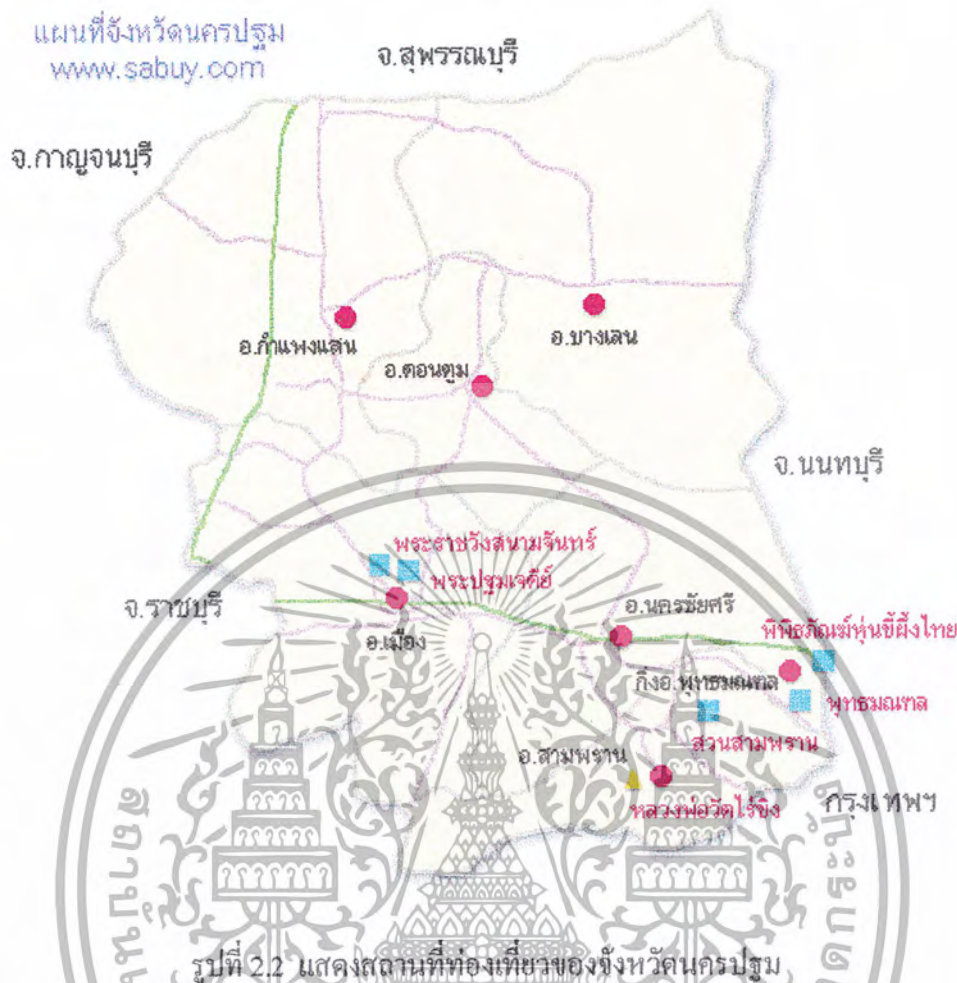 แผนที่จังหวัดนครปฐม
www.sabuy.com
จ.สุพรรณบุรี
จ.กาญจนบุรี
อ.กำแพงแสน
อ.บางเลน
อ.ดอนตูม
จ.นนทบุรี
พระราชวังสนามจันทร์
พระปฐมเจดีย์
จ.ราชบุรี
อ.เมือง
อ.นครชัยศรี
พิพิธภัณฑ์หุ่นขี้ผึ้งไทย
กิ่งอ.พุทธมณฑล
พุทธมณฑล
สวนสามพราน
อ.สามพราน
หลวงพ่อวัดไร่ขิง
กรุงเทพฯ
รูปที่ 2.2 แสดงสถานที่ท่องเที่ยวของจังหวัดนครปฐม